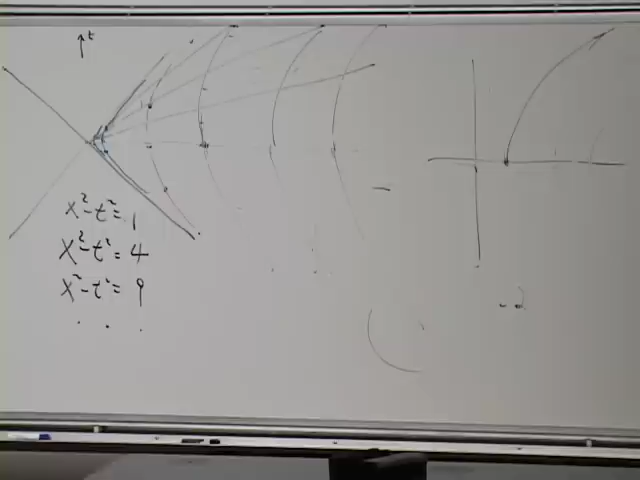 ↑t
x²-t²=1
x²-t²=4
x²-t²=9
. . .